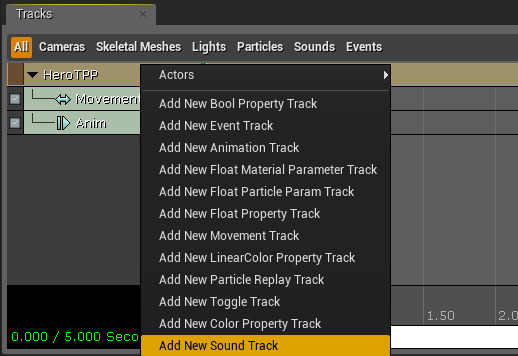 Tracks
All Cameras Skeletal Meshes Lights Particles Sounds Events
HeroTPP
Movement
Anim
Actors
Add New Bool Property Track
Add New Event Track
Add New Animation Track
Add New Float Material Parameter Track
Add New Float Particle Param Track
Add New Float Property Track
Add New Movement Track
Add New LinearColor Property Track
Add New Particle Replay Track
Add New Toggle Track
Add New Color Property Track
Add New Sound Track
1.50 2.0
0.000 / 5.000 Seco